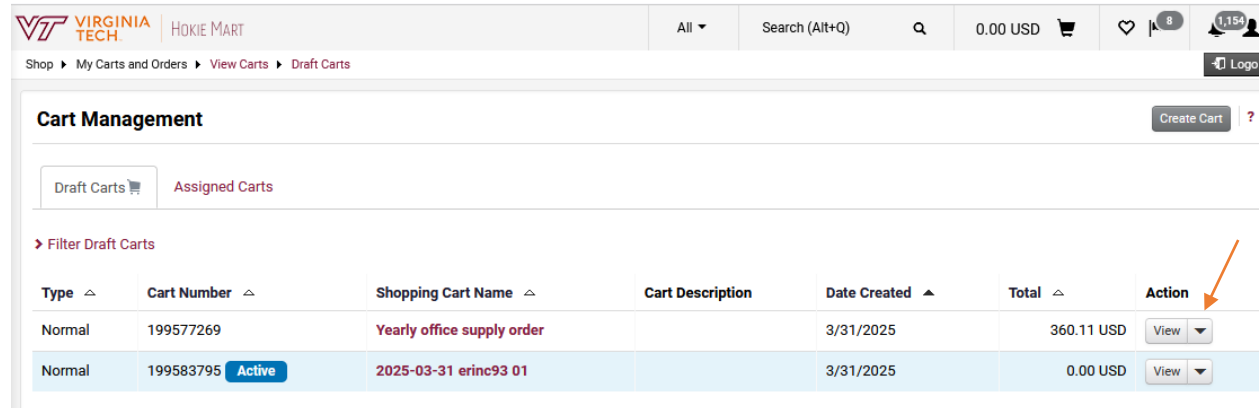 VT VIRGINIA TECH. HOKIE MART All Search (Alt+Q) 0.00 USD 8 1,154
Shop My Carts and Orders View Carts Draft Carts Logo
Cart Management Create Cart ?
Draft Carts Assigned Carts
Filter Draft Carts
Type Cart Number Shopping Cart Name Cart Description Date Created Total Action
Normal 199577269 Yearly office supply order 3/31/2025 360.11 USD View
Normal 199583795 Active 2025-03-31 erinc93 01 3/31/2025 0.00 USD View